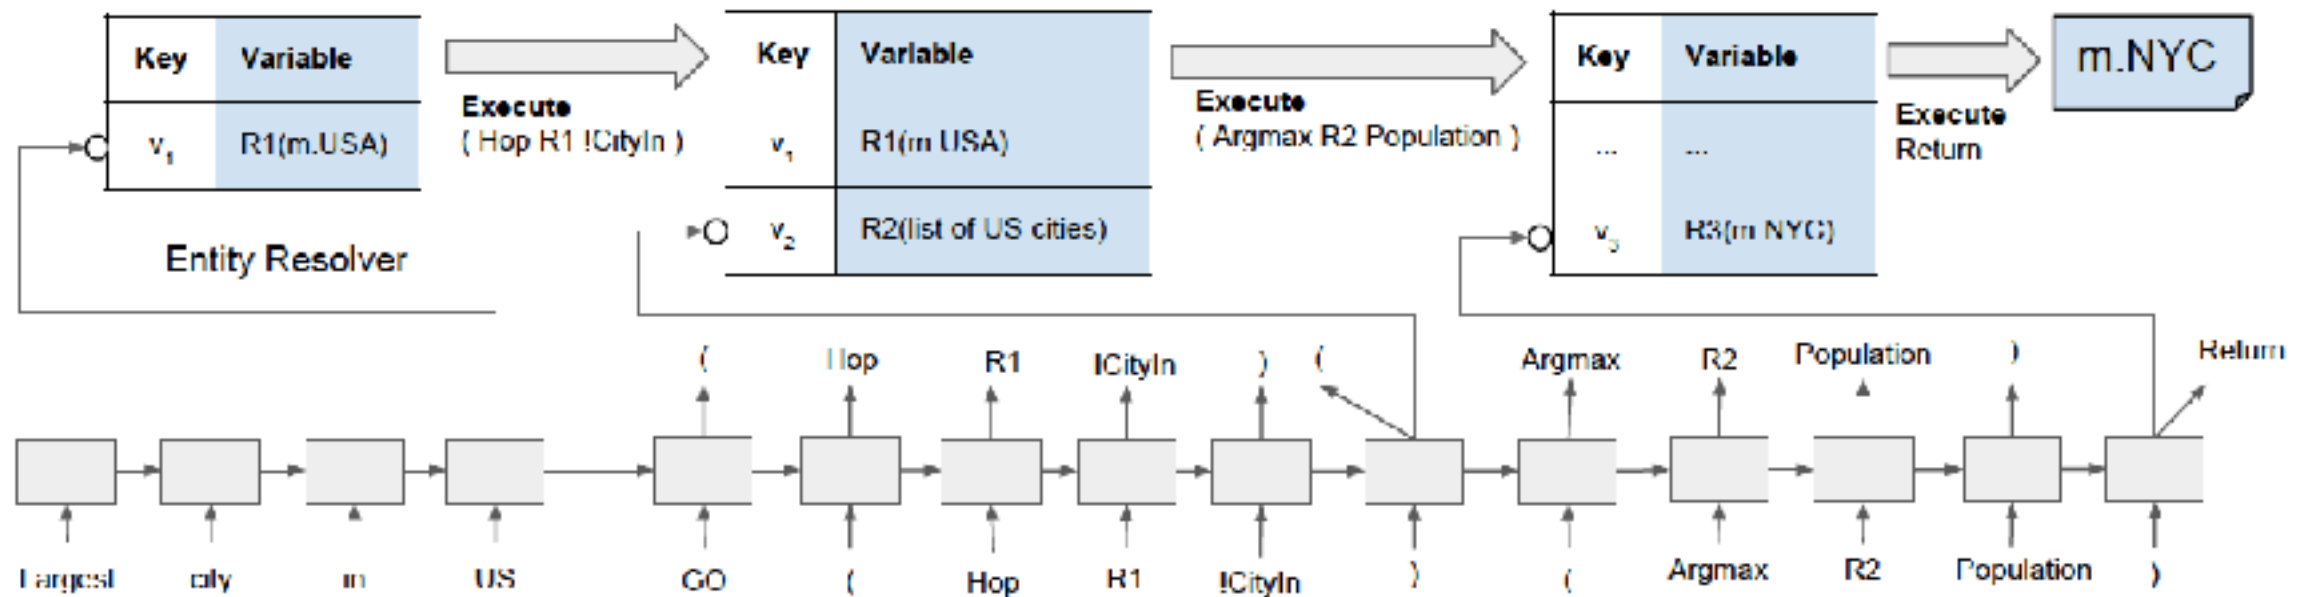 Key Variable
v1 R1(m.USA)
Execute
( Hop R1 !CityIn )
Key Variable
v1 R1(m.USA)
v2 R2(list of US cities)
Execute
( Argmax R2 Population )
Key Variable
... ...
v3 R3(m.NYC)
Execute
Return
m.NYC
Entity Resolver
( Hop R1 !CityIn ) ( Argmax R2 Population ) Return
Largest city in US GO ( Hop R1 !CityIn ) ( Argmax R2 Population )